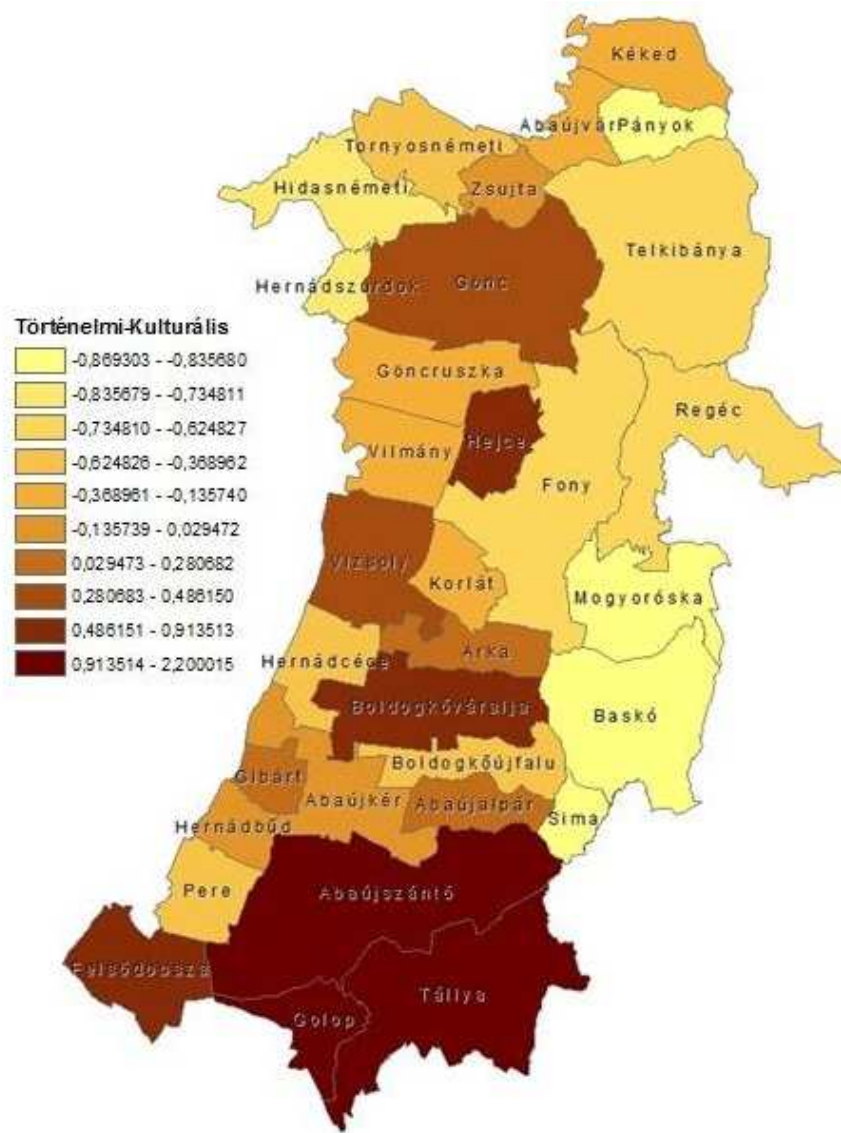 Kéked
Abaújvár
Pányok
Tornyosnémeti
Hidasnémeti
Zsujta
Telkibánya
Hernádszurdok
Gönc
Történelmi-Kulturális
-0,869303 - -0,835680
-0,835679 - -0,734811
-0,734810 - -0,624827
-0,624826 - -0,368962
-0,368961 - -0,135740
-0,135739 - 0,029472
0,029473 - 0,280682
0,280683 - 0,486150
0,486151 - 0,913513
0,913514 - 2,200015
Göncruszka
Regéc
Hejce
Vilmány
Fony
Vizsoly
Korlát
Mogyoróska
Hernádcéce
Arka
Boldogkőváralja
Baskó
Boldogkőújfalu
Gibárt
Abaújkér
Abaújalpár
Sima
Hernádbűd
Pere
Abaújszántó
Felsődobsza
Tállya
Golop